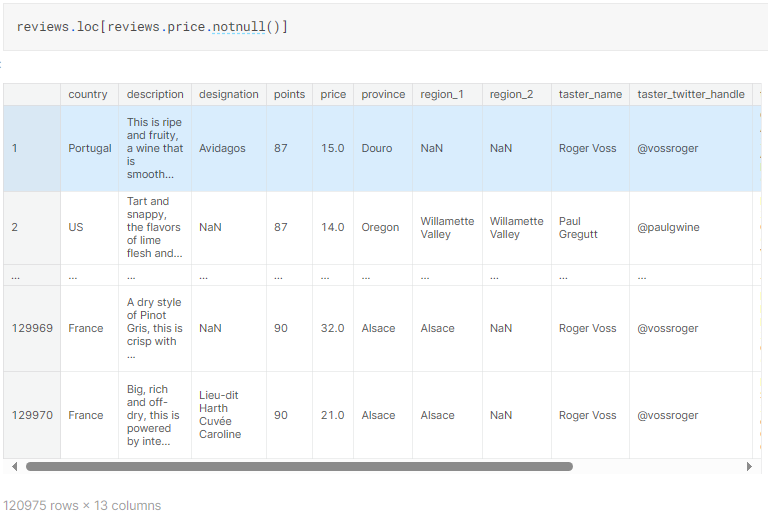 reviews.loc[reviews.price.notnull()]
country description designation points price province region_1 region_2 taster_name taster_twitter_handle
1 Portugal This is ripe and fruity, a wine that is smooth... Avidagos 87 15.0 Douro NaN NaN Roger Voss @vossroger
2 US Tart and snappy, the flavors of lime flesh and... NaN 87 14.0 Oregon Willamette Valley Willamette Valley Paul Gregutt @paulgwine
... ... ... ... ... ... ... ... ... ... ...
129969 France A dry style of Pinot Gris, this is crisp with ... NaN 90 32.0 Alsace Alsace NaN Roger Voss @vossroger
129970 France Big, rich and off-dry, this is powered by inte... Lieu-dit Harth Cuvée Caroline 90 21.0 Alsace Alsace NaN Roger Voss @vossroger
120975 rows × 13 columns